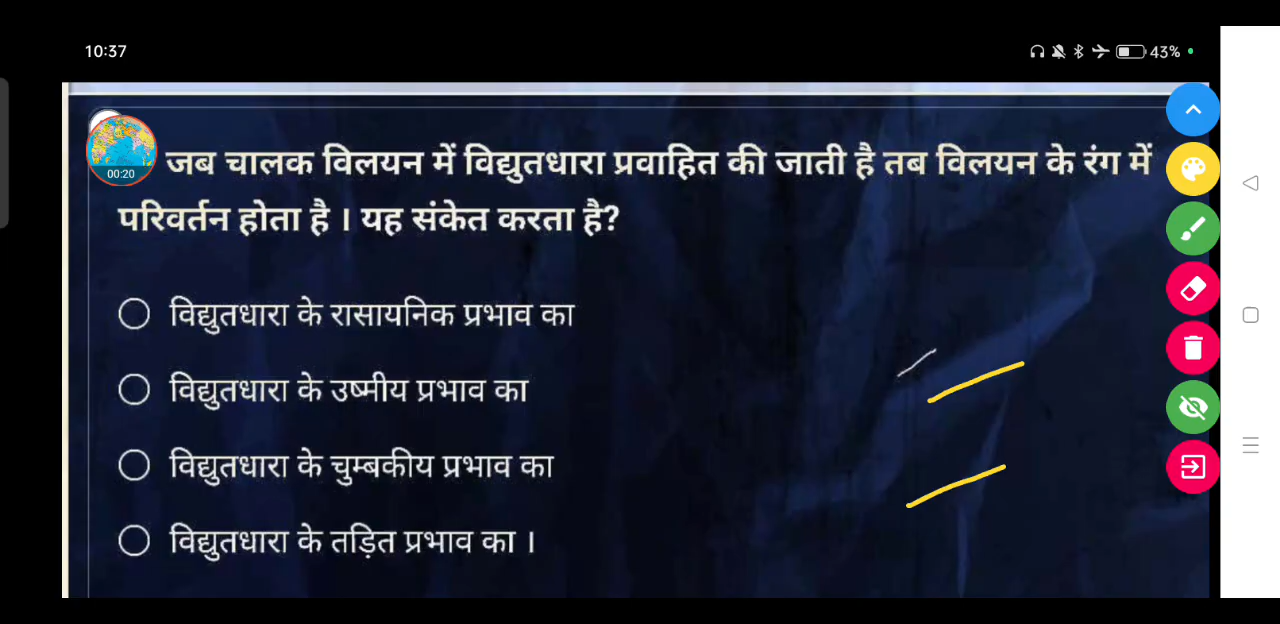 10:37
43%
00:20
जब चालक विलयन में विद्युतधारा प्रवाहित की जाती है तब विलयन के रंग में
परिवर्तन होता है । यह संकेत करता है?
विद्युतधारा के रासायनिक प्रभाव का
विद्युतधारा के उष्मीय प्रभाव का
विद्युतधारा के चुम्बकीय प्रभाव का
विद्युतधारा के तड़ित प्रभाव का ।